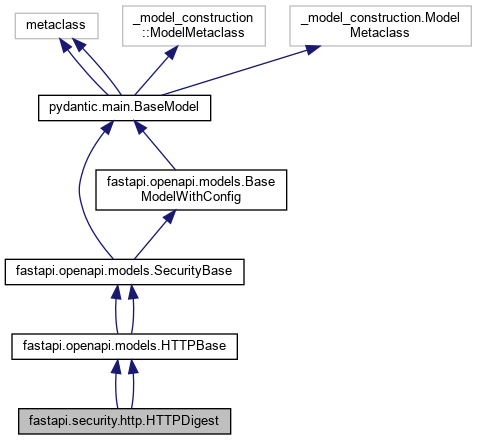 metaclass
_model_construction
::ModelMetaclass
_model_construction.Model
Metaclass
pydantic.main.BaseModel
fastapi.openapi.models.Base
ModelWithConfig
fastapi.openapi.models.SecurityBase
fastapi.openapi.models.HTTPBase
fastapi.security.http.HTTPDigest